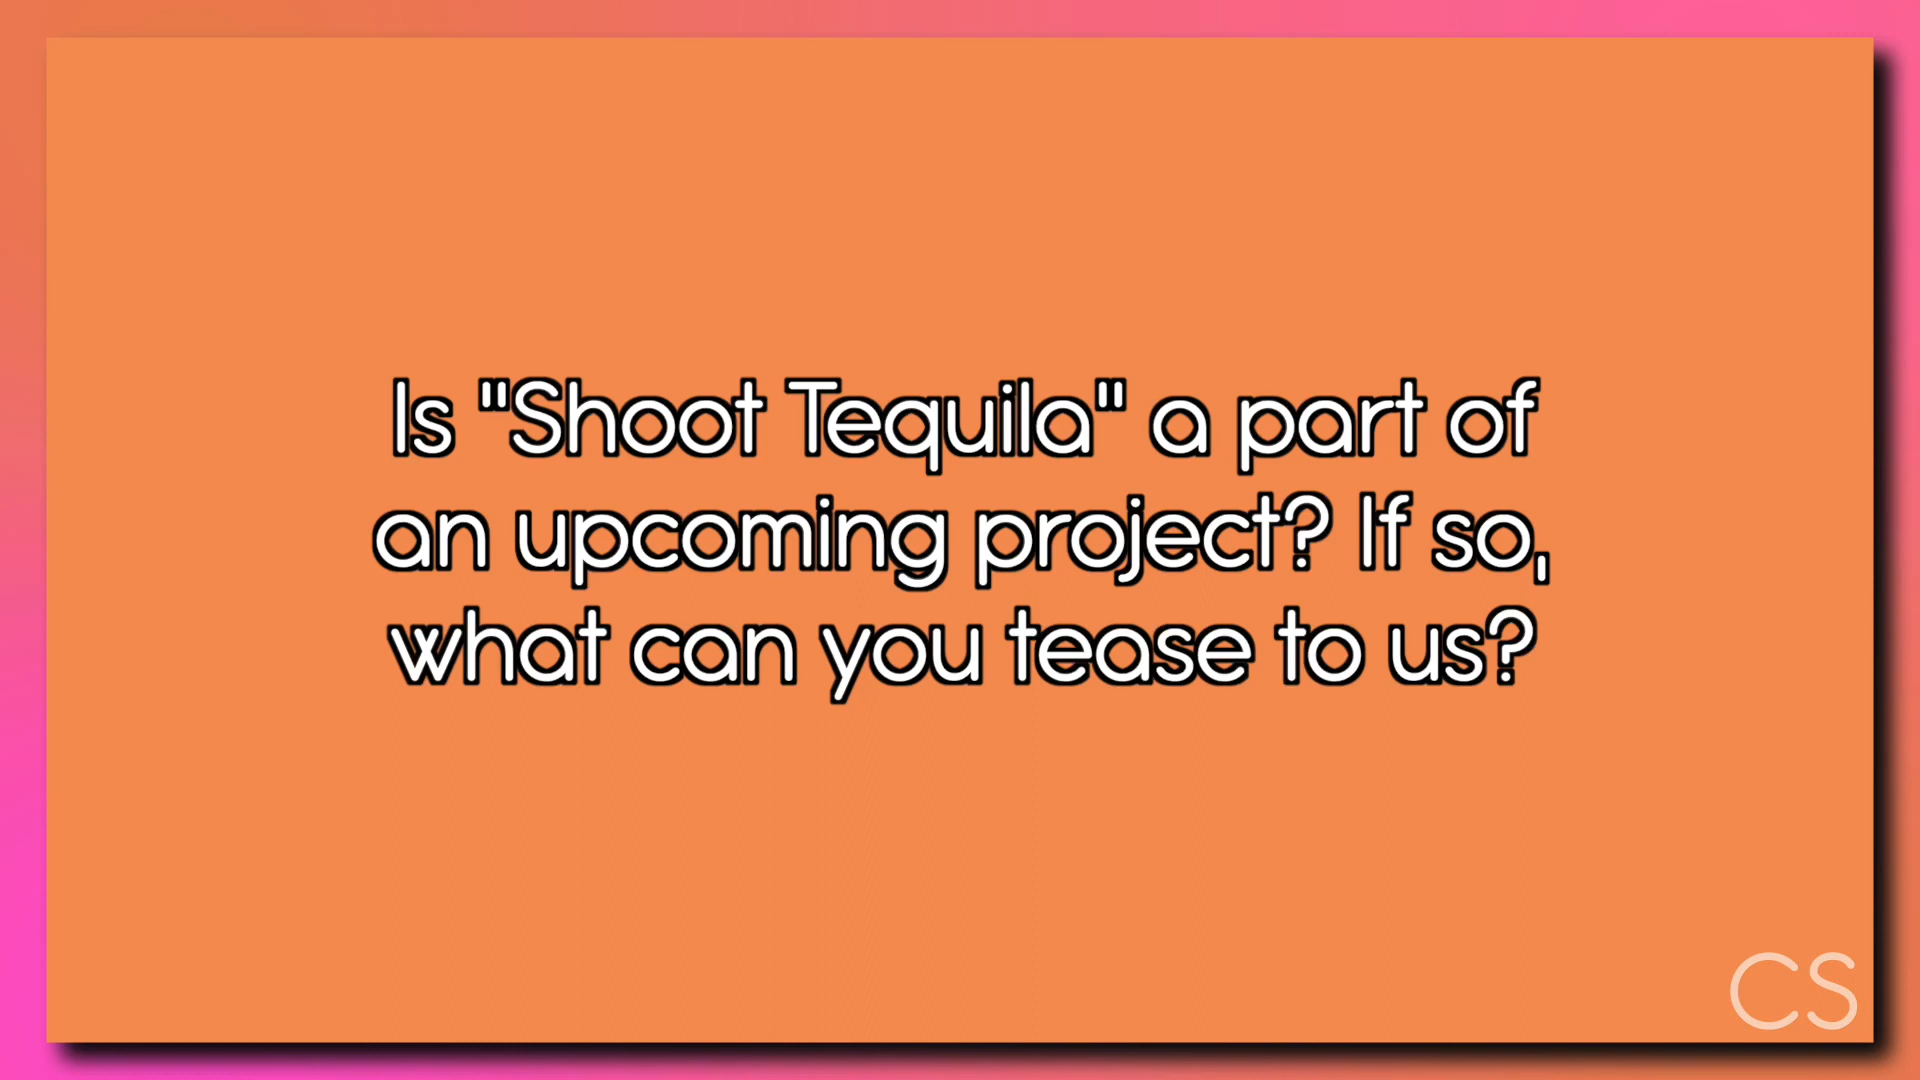 Is "Shoot Tequila" a part of
an upcoming project? If so,
what can you tease to us?
CS